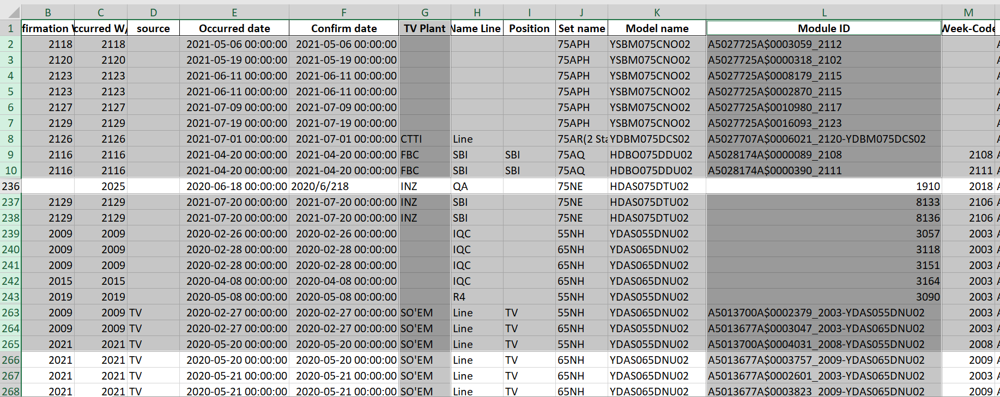 B C D E F G H I J K L M
1 firmation W ccurred W/ source Occurred date Confirm date TV Plant Name Line Position Set name Model name Module ID Week-Code
2 2118 2118 2021-05-06 00:00:00 2021-05-06 00:00:00 75APH YSBM075CNO02 A5027725A$0003059_2112 A
3 2120 2120 2021-05-19 00:00:00 2021-05-19 00:00:00 75APH YSBM075CNO02 A5027725A$0000318_2102 A
4 2123 2123 2021-06-11 00:00:00 2021-06-11 00:00:00 75APH YSBM075CNO02 A5027725A$0008179_2115 A
5 2123 2123 2021-06-11 00:00:00 2021-06-11 00:00:00 75APH YSBM075CNO02 A5027725A$0002870_2115 A
6 2127 2127 2021-07-09 00:00:00 2021-07-09 00:00:00 75APH YSBM075CNO02 A5027725A$0010980_2117 A
7 2129 2129 2021-07-19 00:00:00 2021-07-19 00:00:00 75APH YSBM075CNO02 A5027725A$0016093_2123 A
8 2126 2126 2021-07-01 00:00:00 2021-07-01 00:00:00 CTTI Line 75AR(2 Sta YDBM075DCS02 A5027707A$0006021_2120-YDBM075DCS02 A
9 2116 2116 2021-04-20 00:00:00 2021-04-20 00:00:00 FBC SBI SBI 75AQ HDBO075DDU02 A5028174A$0000089_2108 2108 A
10 2116 2116 2021-04-20 00:00:00 2021-04-20 00:00:00 FBC SBI SBI 75AQ HDBO075DDU02 A5028174A$0000390_2111 2111 A
236 2025 2020-06-18 00:00:00 2020/6/218 INZ QA 75NE HDAS075DTU02 1910 2018 A
237 2129 2129 2021-07-20 00:00:00 2021-07-20 00:00:00 INZ SBI 75NE HDAS075DTU02 8133 2106 A
238 2129 2129 2021-07-20 00:00:00 2021-07-20 00:00:00 INZ SBI 75NE HDAS075DTU02 8136 2106 A
239 2009 2009 2020-02-26 00:00:00 2020-02-26 00:00:00 IQC 55NH YDAS055DNU02 3057 2003 A
240 2009 2009 2020-02-28 00:00:00 2020-02-28 00:00:00 IQC 65NH YDAS065DNU02 3118 2003 A
241 2009 2009 2020-02-28 00:00:00 2020-02-28 00:00:00 IQC 65NH YDAS065DNU02 3151 2003 A
242 2015 2015 2020-04-08 00:00:00 2020-04-08 00:00:00 IQC 65NH YDAS065DNU02 3164 2003 A
243 2019 2019 2020-05-08 00:00:00 2020-05-08 00:00:00 R4 55NH YDAS055DNU02 3090 2003 A
263 2009 2009 TV 2020-02-27 00:00:00 2020-02-27 00:00:00 SO'EM Line TV 55NH YDAS065DNU02 A5013700A$0002379_2003-YDAS055DNU02 2003 A
264 2009 2009 TV 2020-02-27 00:00:00 2020-02-27 00:00:00 SO'EM Line TV 65NH YDAS055DNU02 A5013677A$0003047_2003-YDAS065DNU02 2003 A
265 2021 2021 TV 2020-05-20 00:00:00 2020-05-20 00:00:00 SO'EM Line TV 55NH YDAS065DNU02 A5013700A$0004031_2008-YDAS055DNU02 2008 A
266 2021 2021 TV 2020-05-20 00:00:00 2020-05-20 00:00:00 SO'EM Line TV 65NH YDAS065DNU02 A5013677A$0003757_2009-YDAS065DNU02 2009 A
267 2021 2021 TV 2020-05-21 00:00:00 2020-05-21 00:00:00 SO'EM Line TV 65NH YDAS065DNU02 A5013677A$0002601_2003-YDAS065DNU02 2003 A
268 2021 2021 TV 2020-05-21 00:00:00 2020-05-21 00:00:00 SO'EM Line TV 65NH YDAS065DNU02 A5013677A$0003823_2009-YDAS065DNU02 2009 A